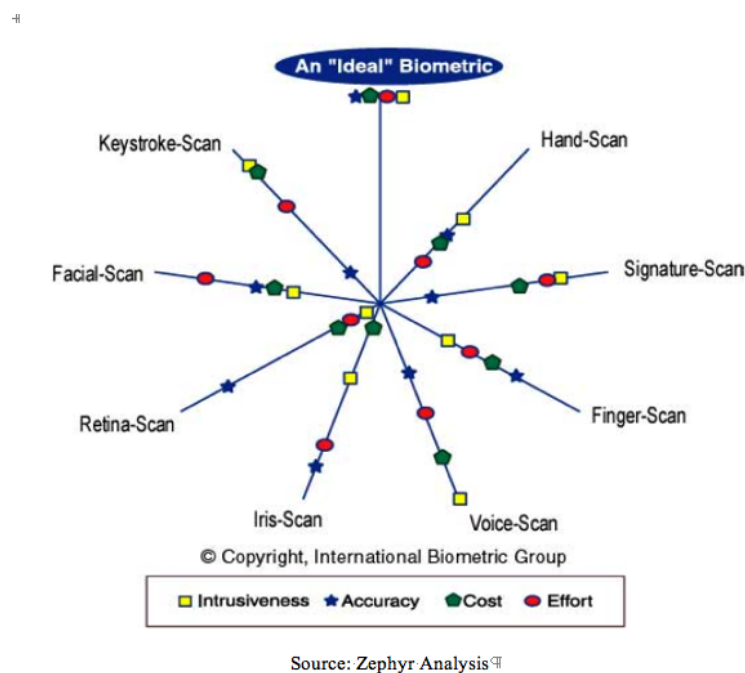 An "Ideal" Biometric
Keystroke-Scan
Hand-Scan
Facial-Scan
Signature-Scan
Retina-Scan
Finger-Scan
Iris-Scan
Voice-Scan
© Copyright, International Biometric Group
Intrusiveness Accuracy Cost Effort
Source: Zephyr Analysis¶